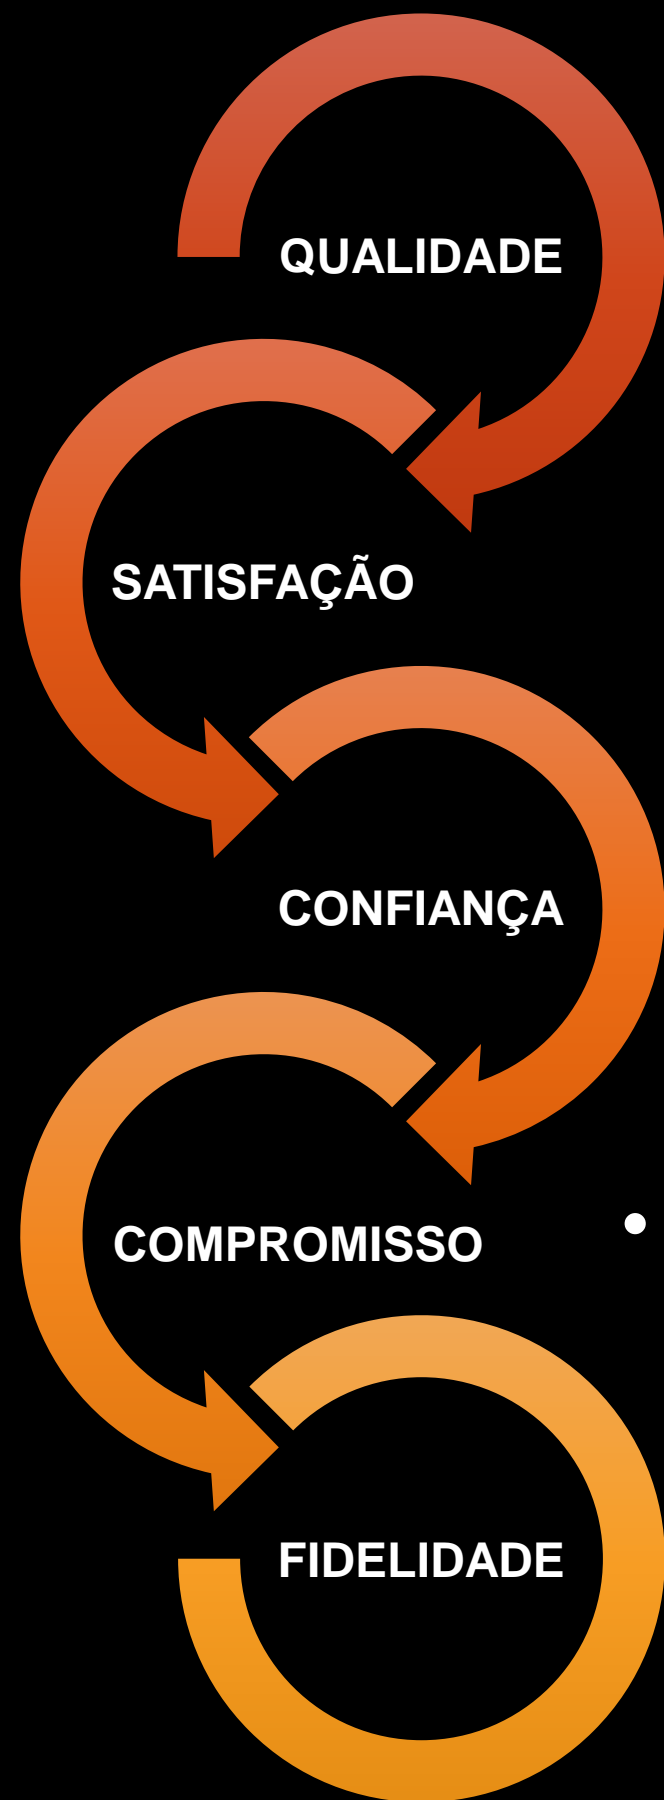 QUALIDADE
SATISFAÇÃO
CONFIANÇA
COMPROMISSO
•
FIDELIDADE